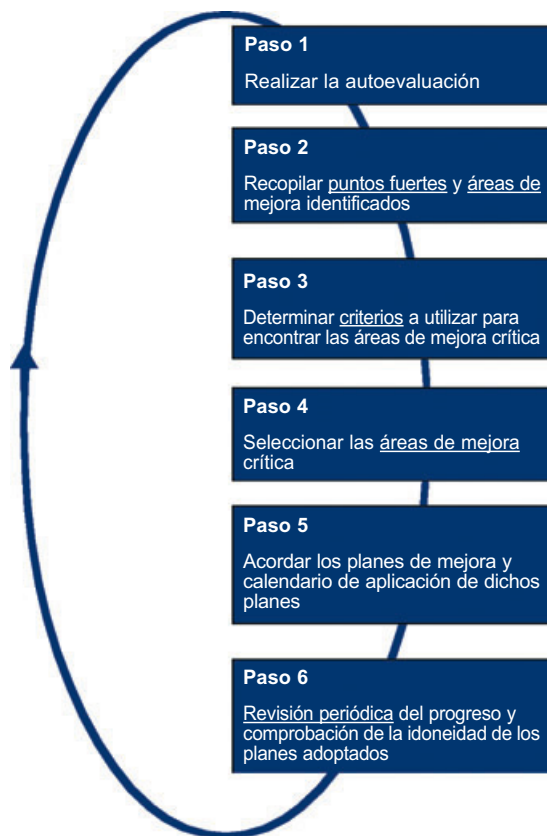 Paso 1
Realizar la autoevaluación
Paso 2
Recopilar puntos fuertes y áreas de
mejora identificados
Paso 3
Determinar criterios a utilizar para
encontrar las áreas de mejora crítica
Paso 4
Seleccionar las áreas de mejora
crítica
Paso 5
Acordar los planes de mejora y
calendario de aplicación de dichos
planes
Paso 6
Revisión periódica del progreso y
comprobación de la idoneidad de los
planes adoptados